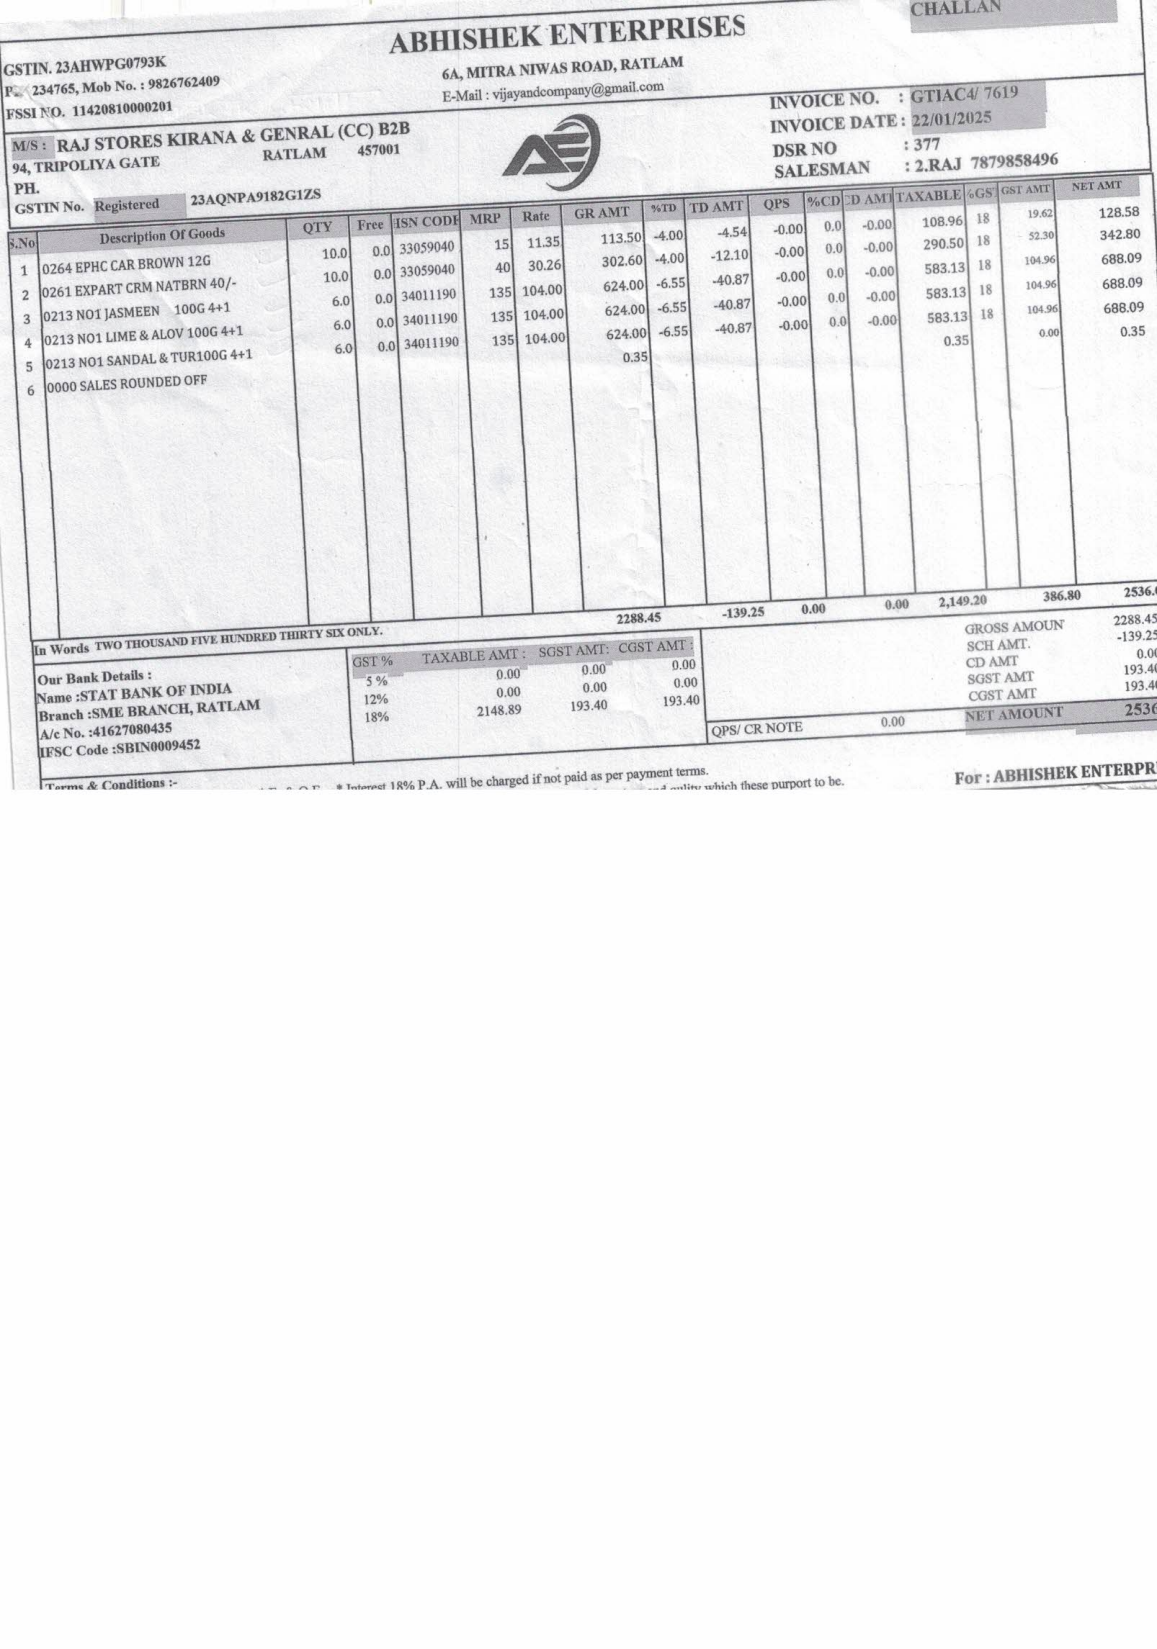 CHALLAN
ABHISHEK ENTERPRISES
GSTIN. 23AHWPG0793K
6A, MITRA NIWAS ROAD, RATLAM
234765, Mob No. : 9826762409
E-Mail : vijayandcompany@gmail.com
FSSI NO. 11420810000201
INVOICE NO. : GTIAC4/ 7619
INVOICE DATE : 22/01/2025
DSR NO : 377
SALESMAN : 2.RAJ 7879858496
M/S : RAJ STORES KIRANA & GENRAL (CC) B2B
94, TRIPOLIYA GATE RATLAM 457001
PH.
GSTIN No. Registered 23AQNPA9182G1ZS
AE
S.No Description Of Goods QTY Free HSN CODE MRP Rate GR AMT %TD TD AMT QPS %CD CD AMT TAXABLE %GS GST AMT NET AMT
1 0264 EPHC CAR BROWN 12G 10.0 0.0 33059040 15 11.35 113.50 -4.00 -4.54 -0.00 0.0 -0.00 108.96 18 19.62 128.58
2 0261 EXPART CRM NATBRN 40/- 10.0 0.0 33059040 40 30.26 302.60 -4.00 -12.10 -0.00 0.0 -0.00 290.50 18 52.30 342.80
3 0213 NO1 JASMEEN 100G 4+1 6.0 0.0 34011190 135 104.00 624.00 -6.55 -40.87 -0.00 0.0 -0.00 583.13 18 104.96 688.09
4 0213 NO1 LIME & ALOV 100G 4+1 6.0 0.0 34011190 135 104.00 624.00 -6.55 -40.87 -0.00 0.0 -0.00 583.13 18 104.96 688.09
5 0213 NO1 SANDAL & TUR100G 4+1 6.0 0.0 34011190 135 104.00 624.00 -6.55 -40.87 -0.00 0.0 -0.00 583.13 18 104.96 688.09
6 0000 SALES ROUNDED OFF 0.35 0.35 0.00 0.35
2288.45 -139.25 0.00 0.00 2,149.20 386.80 2536.0
In Words TWO THOUSAND FIVE HUNDRED THIRTY SIX ONLY.
Our Bank Details :
Name :STAT BANK OF INDIA
Branch :SME BRANCH, RATLAM
A/c No. :41627080435
IFSC Code :SBIN0009452
GST % TAXABLE AMT : SGST AMT: CGST AMT :
5 % 0.00 0.00 0.00
12% 0.00 0.00 0.00
18% 2148.89 193.40 193.40
GROSS AMOUN 2288.45
SCH AMT. -139.25
CD AMT 0.00
SGST AMT 193.40
CGST AMT 193.40
QPS/ CR NOTE 0.00 NET AMOUNT 2536
Terms & Conditions :-
* Interest 18% P.A. will be charged if not paid as per payment terms.
which these purport to be.
For : ABHISHEK ENTERPR